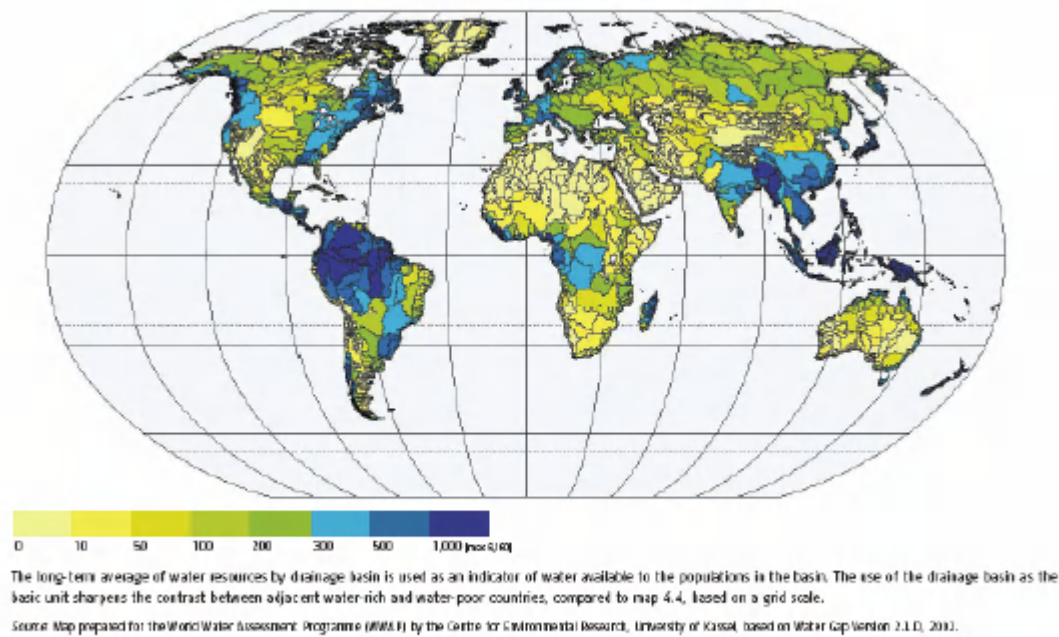 0 10 50 100 200 300 500 1,000 [max 6,160]
The long-term average of water resources by drainage basin is used as an indicator of water available to the populations in the basin. The use of the drainage basin as the
basic unit sharpens the contrast between adjacent water-rich and water-poor countries, compared to map 4.4, based on a grid scale.
Source: Map prepared for the World Water Assessment Programme (WWAP) by the Centre for Environmental Research, University of Kassel, based on Water Gap Version 2.1.D, 2002.